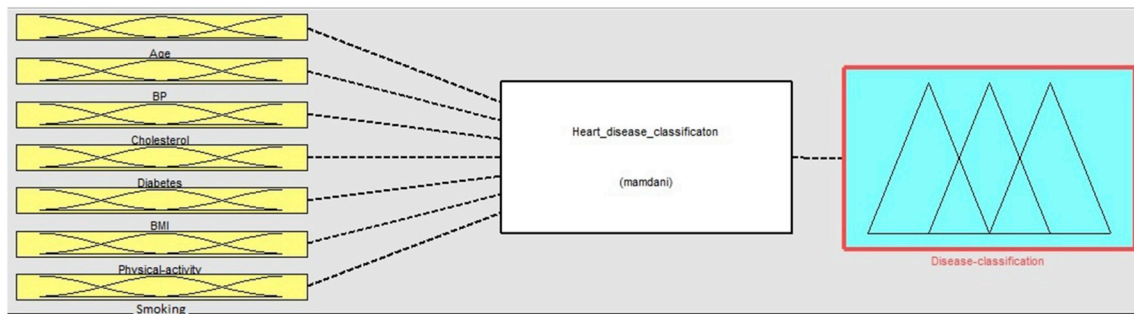 Age
BP
Cholesterol
Diabetes
BMI
Physical-activity
Smoking
Heart_disease_classificaton
(mamdani)
Disease-classification